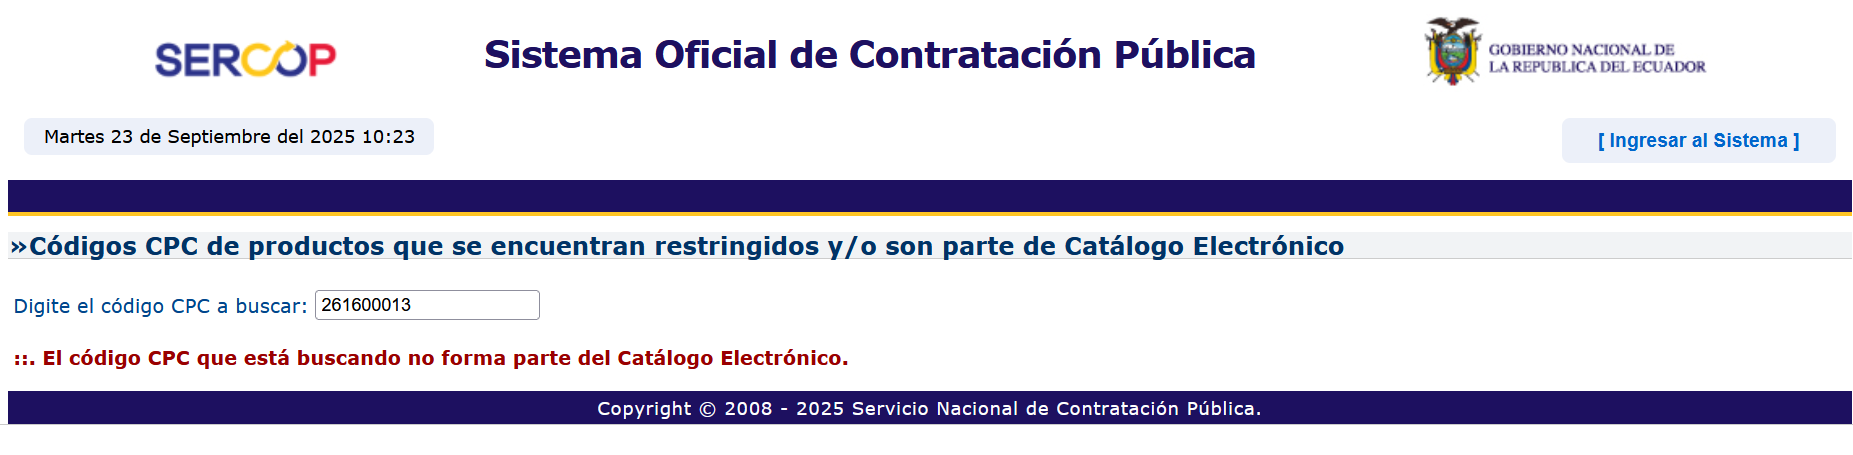 SERCOP
Sistema Oficial de Contratación Pública
GOBIERNO NACIONAL DE
LA REPUBLICA DEL ECUADOR
Martes 23 de Septiembre del 2025 10:23
[ Ingresar al Sistema ]
»Códigos CPC de productos que se encuentran restringidos y/o son parte de Catálogo Electrónico
Digite el código CPC a buscar: 261600013
::. El código CPC que está buscando no forma parte del Catálogo Electrónico.
Copyright © 2008 - 2025 Servicio Nacional de Contratación Pública.